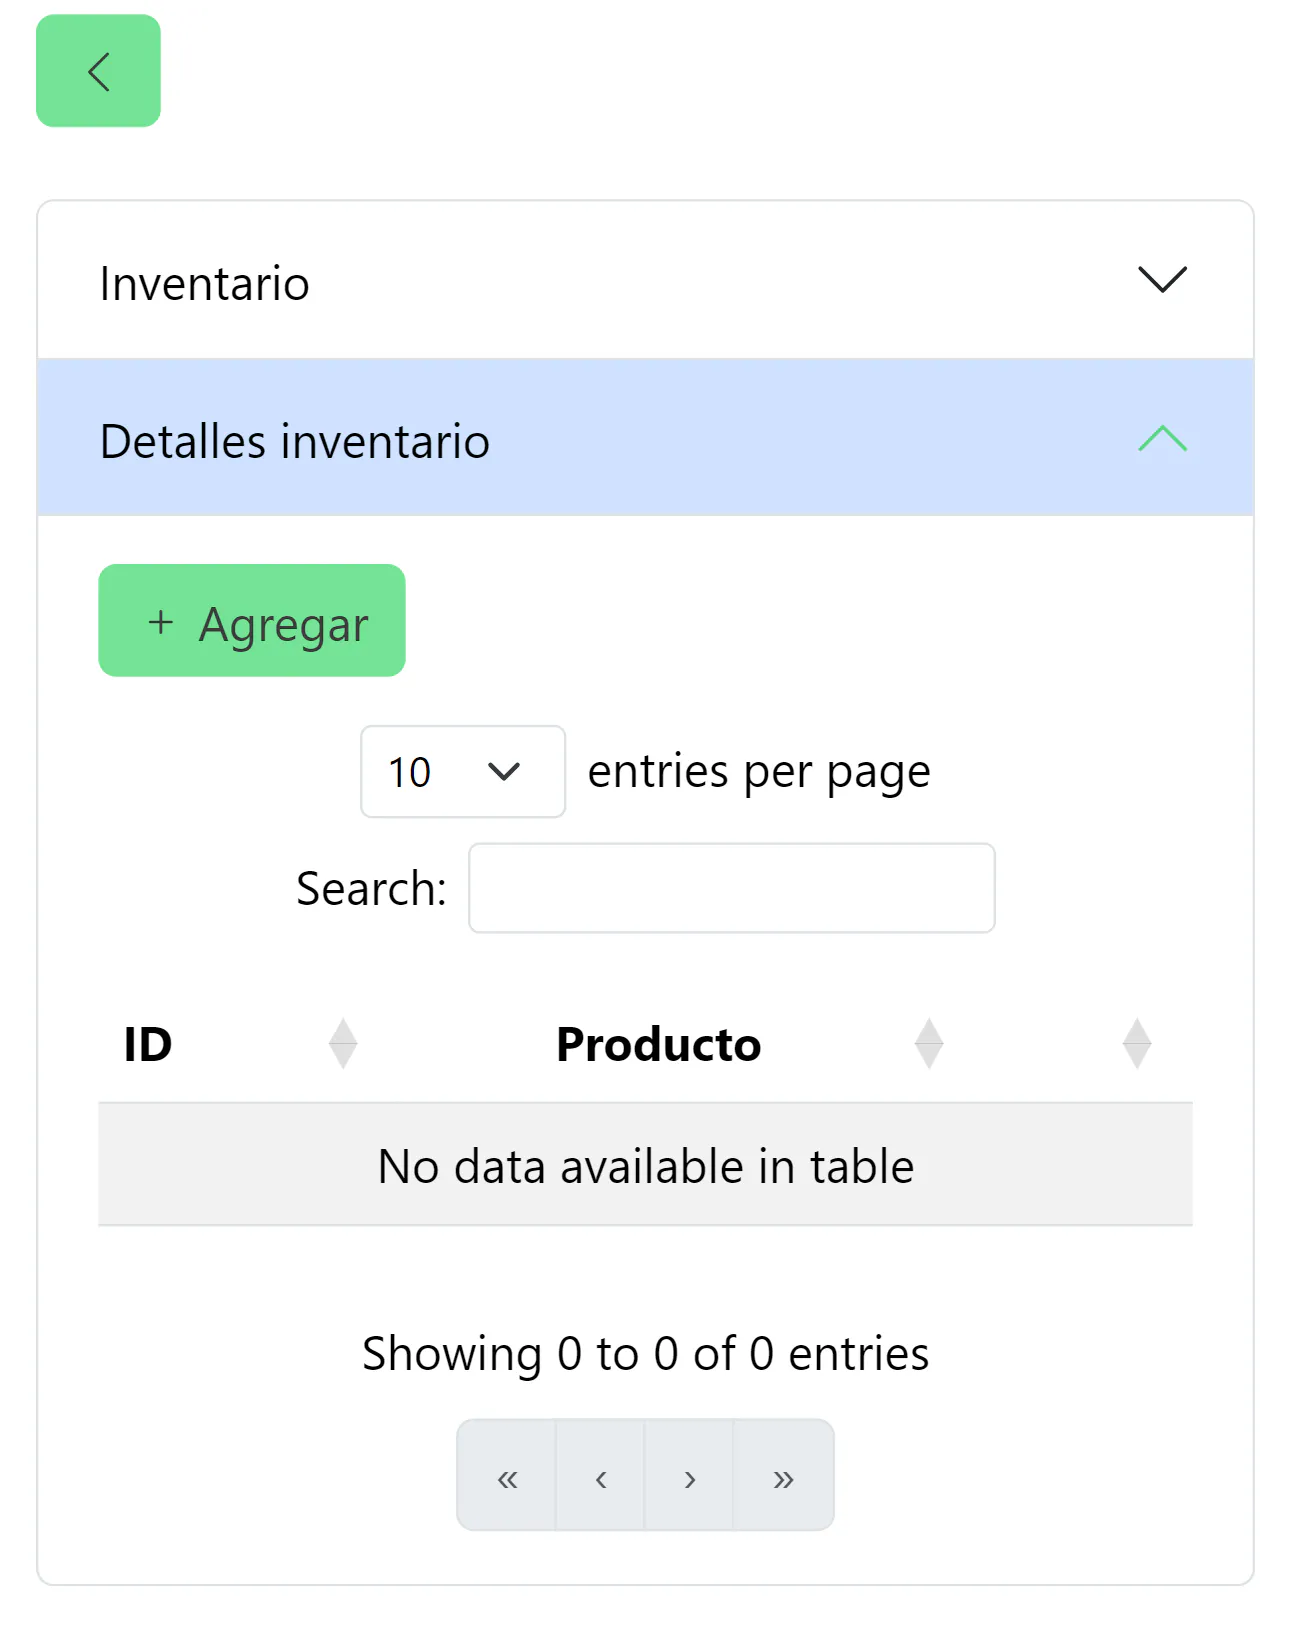 Inventario
Detalles inventario
+ Agregar
10 entries per page
Search:
ID Producto
No data available in table
Showing 0 to 0 of 0 entries
« ‹ › »